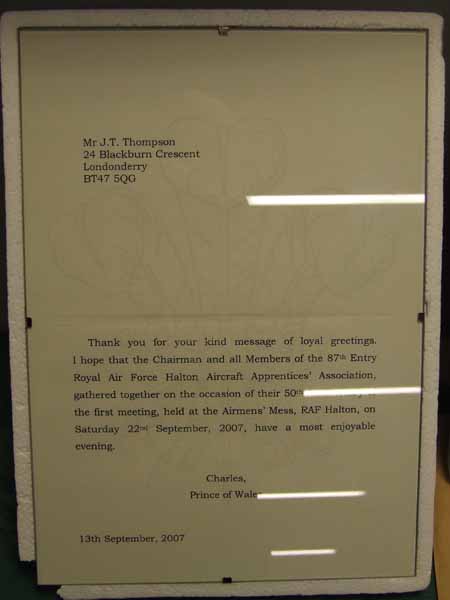 Mr J.T. Thompson
24 Blackburn Crescent
Londonderry
BT47 5QG
Thank you for your kind message of loyal greetings.
I hope that the Chairman and all Members of the 87th Entry
Royal Air Force Halton Aircraft Apprentices' Association,
gathered together on the occasion of their 50th
the first meeting, held at the Airmens' Mess, RAF Halton, on
Saturday 22nd September, 2007, have a most enjoyable
evening.
Charles,
Prince of Wales
13th September, 2007